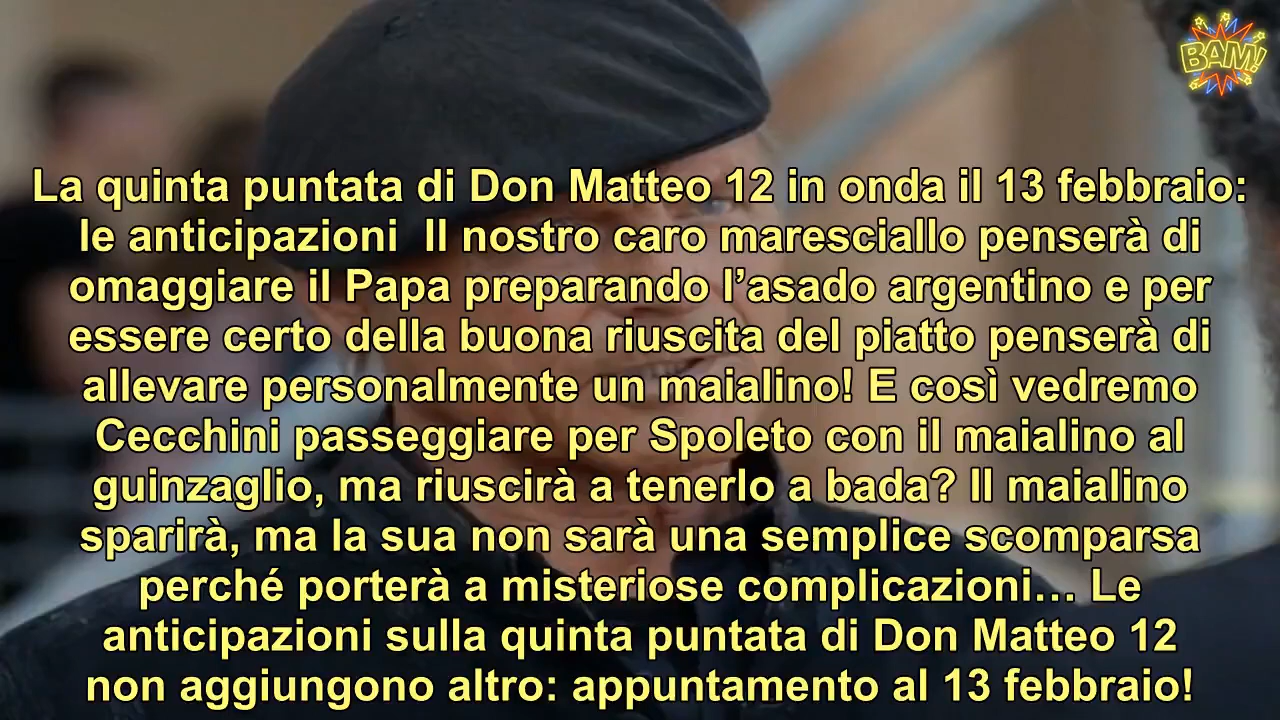 BAM!
La quinta puntata di Don Matteo 12 in onda il 13 febbraio:
le anticipazioni  Il nostro caro maresciallo penserà di
omaggiare il Papa preparando l’asado argentino e per
essere certo della buona riuscita del piatto penserà di
allevare personalmente un maialino! E così vedremo
Cecchini passeggiare per Spoleto con il maialino al
guinzaglio, ma riuscirà a tenerlo a bada? Il maialino
sparirà, ma la sua non sarà una semplice scomparsa
perché porterà a misteriose complicazioni… Le
anticipazioni sulla quinta puntata di Don Matteo 12
non aggiungono altro: appuntamento al 13 febbraio!